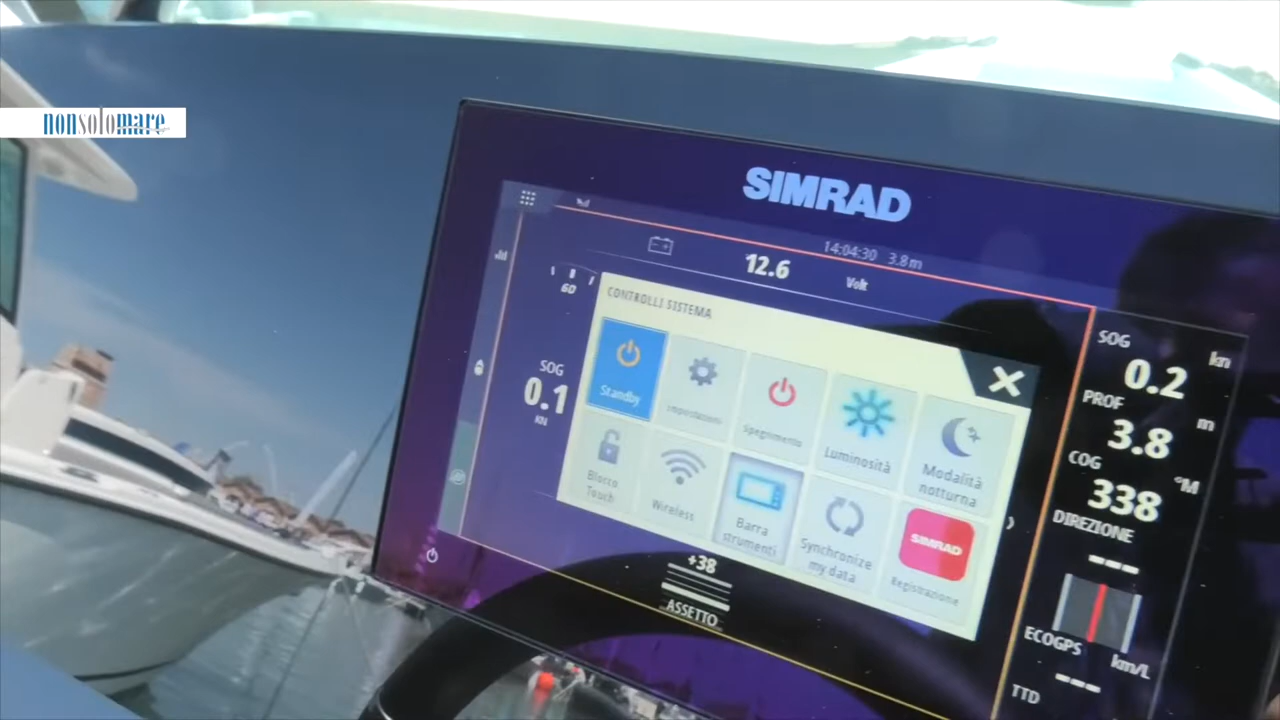 nonsolomare
SIMRAD
14:04:30 3.8m
12.6
Volt
60
CONTROLLI SISTEMA
Standby
Impostazioni
Spegnimento
Luminosità
Modalità
notturna
Blocco
Touch
Wireless
Barra
strumenti
Synchronize
my data
SIMRAD
Registrazione
SOG
0.1
KN
+38
ASSETTO
SOG
kn
0.2
PROF
m
3.8
COG
°M
338
DIREZIONE
---
ECOGPS
km/L
---
TTD